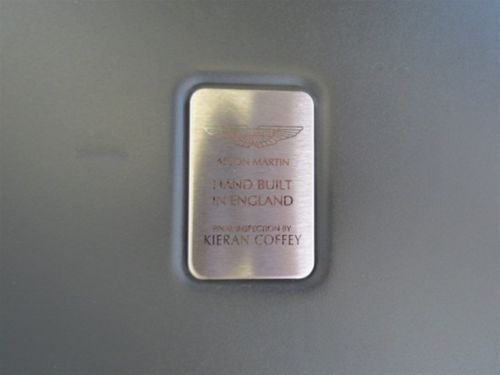 ASTON MARTIN
HAND BUILT
IN ENGLAND
FINAL INSPECTION BY
KIERAN COFFEY